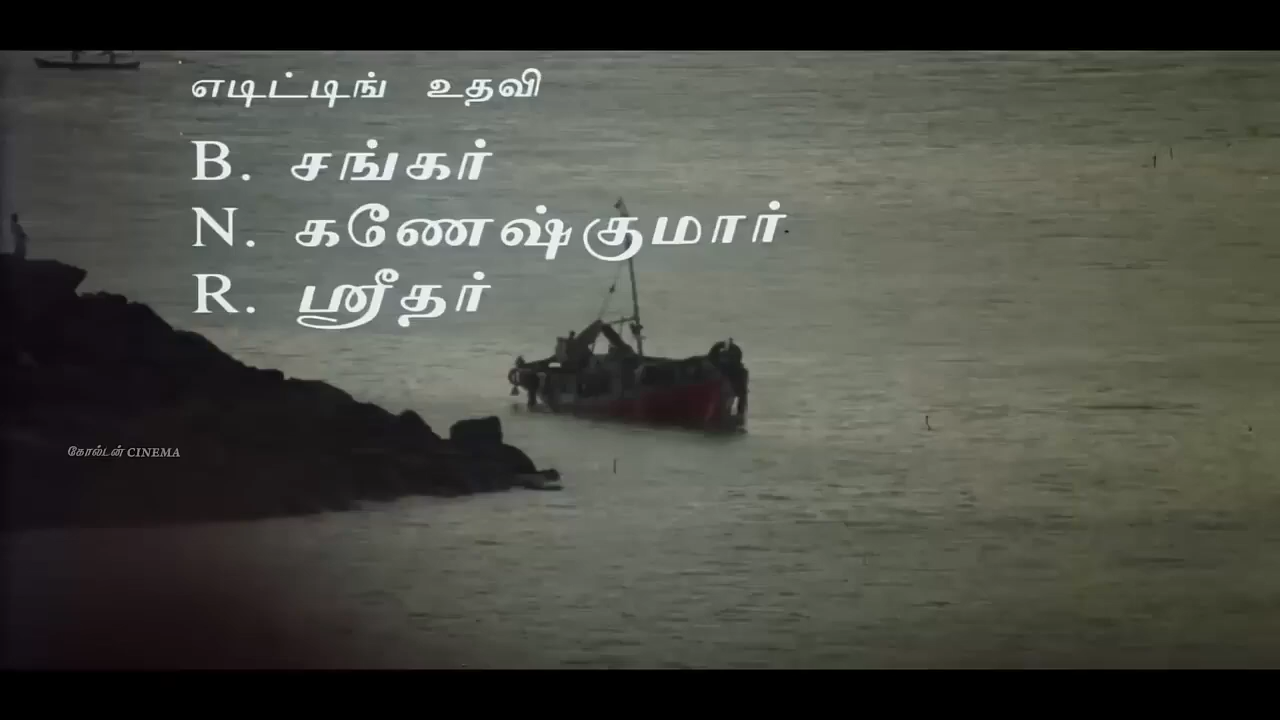 எடிட்டிங் உதவி
B. சங்கர்
N. கணேஷ்குமார்
R. ஸ்ரீதர்
கோல்டன் CINEMA